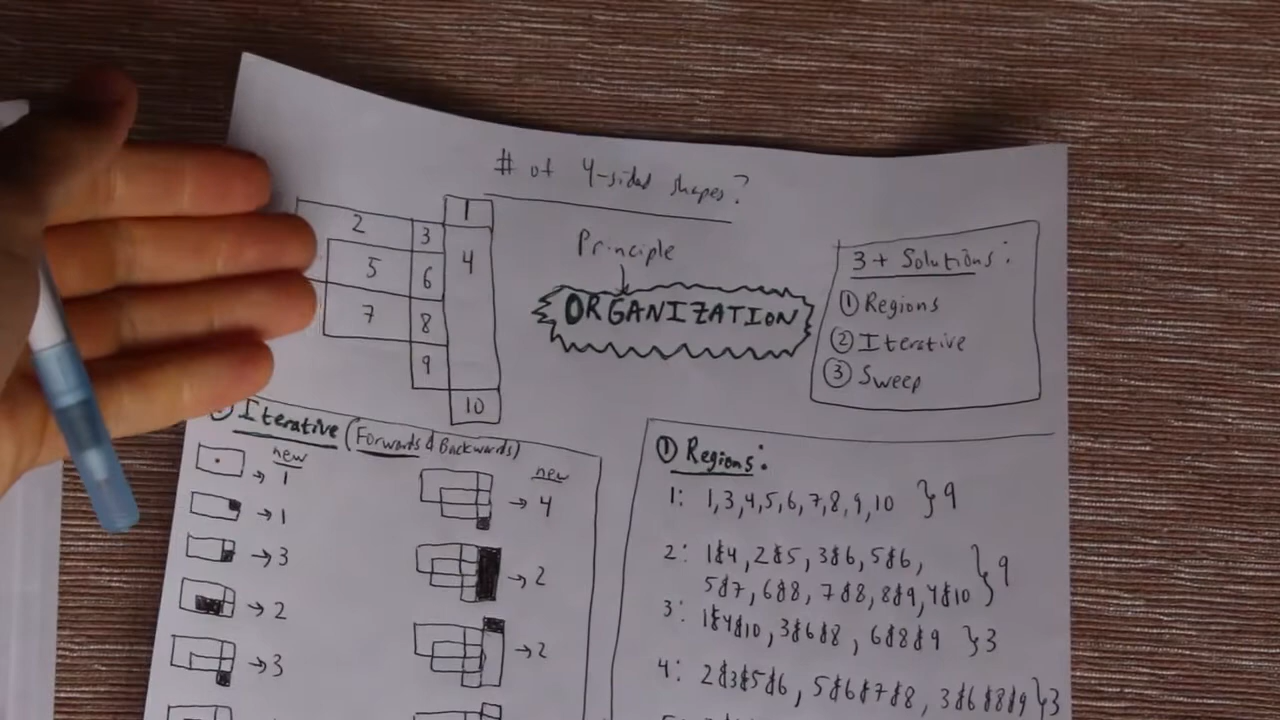 # of 4-sided shapes?
1
2 3
4
5 6
7 8
9
10
Principle
ORGANIZATION
3+ Solutions:
① Regions
② Iterative
③ Sweep
Iterative (Forwards & Backwards)
new
→ 1
→ 1
→ 3
→ 2
→ 3
new
→ 4
→ 2
→ 2
① Regions:
1: 1,3,4,5,6,7,8,9,10 } 9
2: 1&4, 2&5, 3&6, 5&6,
5&7, 6&8, 7&8, 8&9, 4&10 } 9
3: 1&4&10, 3&6&8, 6&8&9 } 3
4: 2&3&5&6, 5&6&7&8, 3&6&8&9 } 3